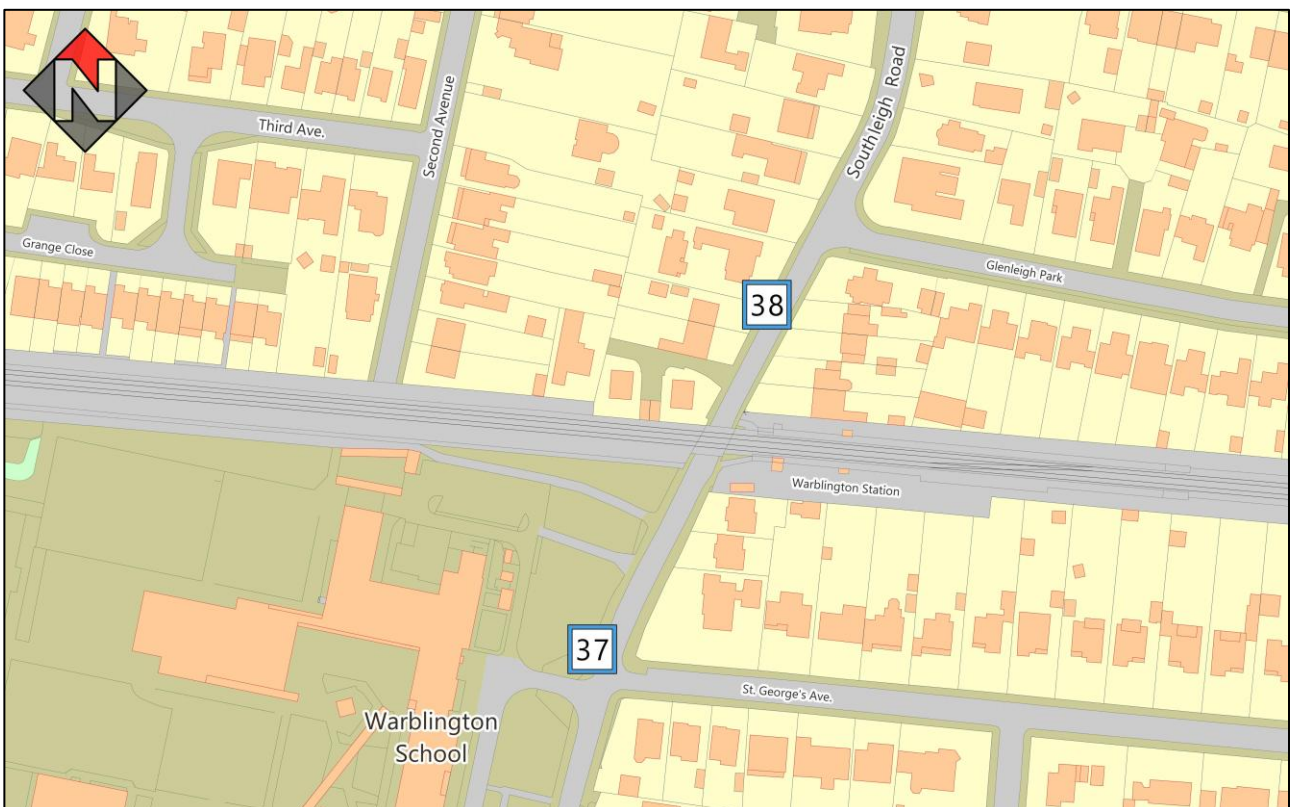 N
Third Ave.
Second Avenue
Southleigh Road
Grange Close
Glenleigh Park
38
Warblington Station
37
St. George's Ave.
Warblington
School